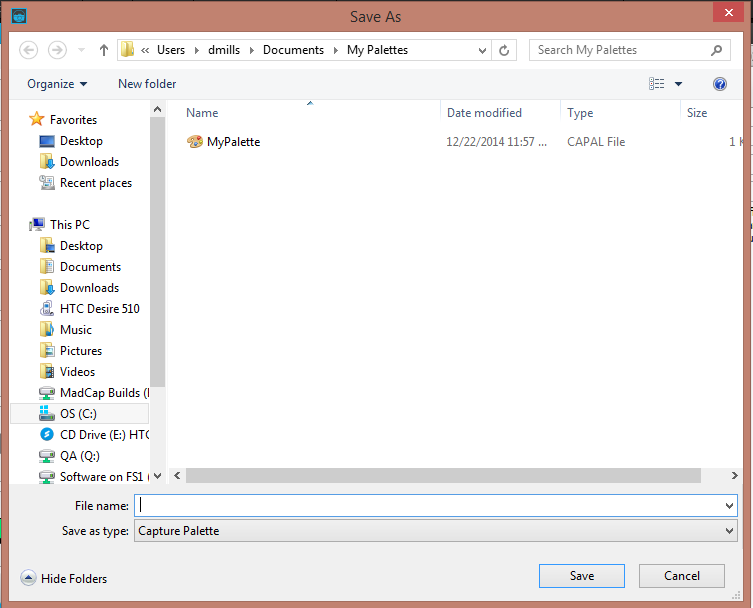 Save As
« Users › dmills › Documents › My Palettes
Search My Palettes
Organize
New folder
Name
Date modified
Type
Size
MyPalette
12/22/2014 11:57 ...
CAPAL File
1
Favorites
Desktop
Downloads
Recent places
This PC
Desktop
Documents
Downloads
HTC Desire 510
Music
Pictures
Videos
MadCap Builds (
OS (C:)
CD Drive (E:) HTC
QA (Q:)
Software on FS1 (
File name:
Save as type:
Capture Palette
Hide Folders
Save
Cancel